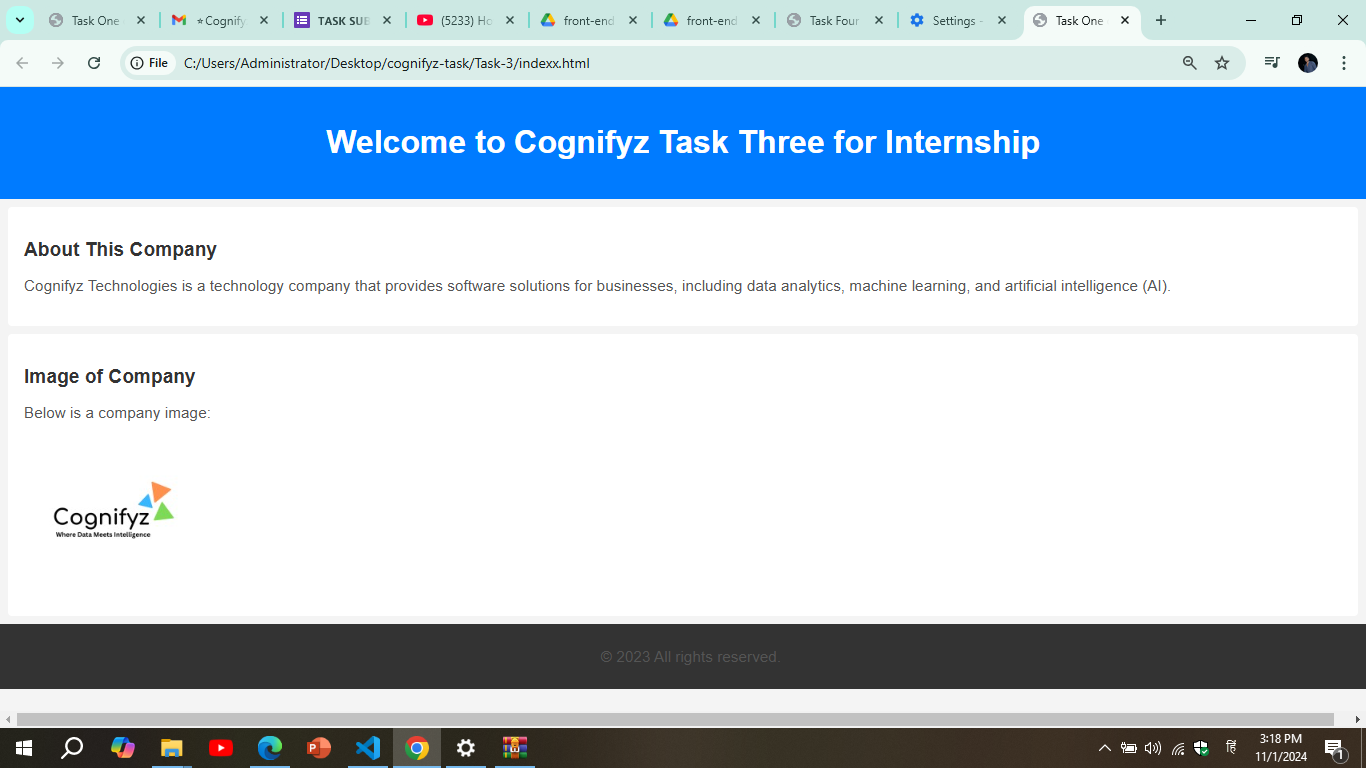 Task One
⭐Cognify
TASK SUB
(5233) Ho
front-end
front-end
Task Four
Settings -
Task One
File
C:/Users/Administrator/Desktop/cognifyz-task/Task-3/indexx.html
Welcome to Cognifyz Task Three for Internship
About This Company
Cognifyz Technologies is a technology company that provides software solutions for businesses, including data analytics, machine learning, and artificial intelligence (AI).
Image of Company
Below is a company image:
Cognifyz
Where Data Meets Intelligence
© 2023 All rights reserved.
हिं
3:18 PM
11/1/2024
1